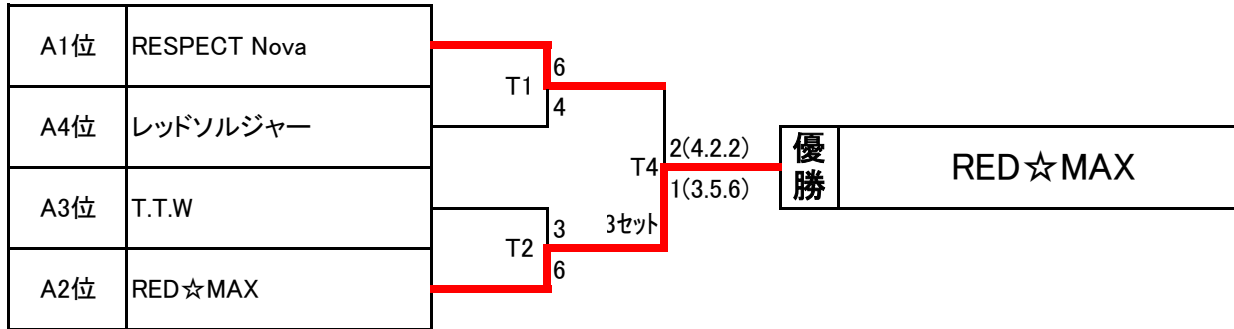 A1位 RESPECT Nova
6
T1
4
A4位 レッドソルジャー
2(4.2.2)
T4
1(3.5.6)
優勝 RED☆MAX
A3位 T.T.W
3
3セット
T2
6
A2位 RED☆MAX